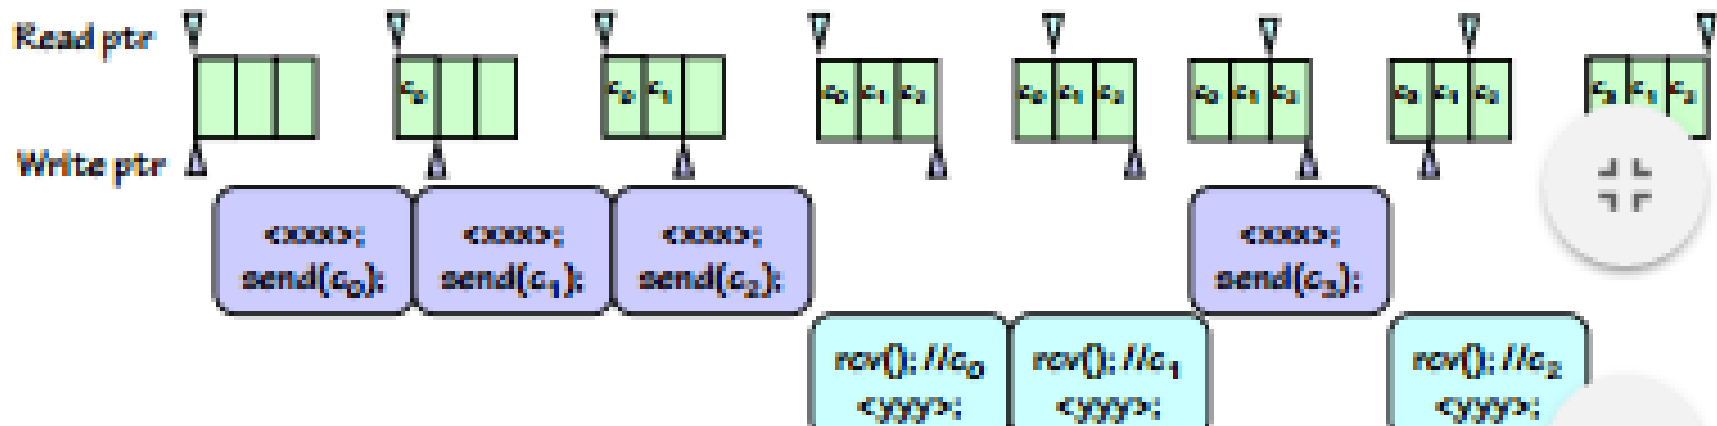 Read ptr
c₀
c₀ c₁
c₀ c₁ c₂
c₀ c₁ c₂
c₀ c₁ c₂
c₁ c₂
c₁ c₂
Write ptr
<xxx>;
send(c₀);
<xxx>;
send(c₁);
<xxx>;
send(c₂);
<xxx>;
send(c₃);
rcv(); //c₀
<yyy>;
rcv(); //c₁
<yyy>;
rcv(); //c₂
<yyy>;